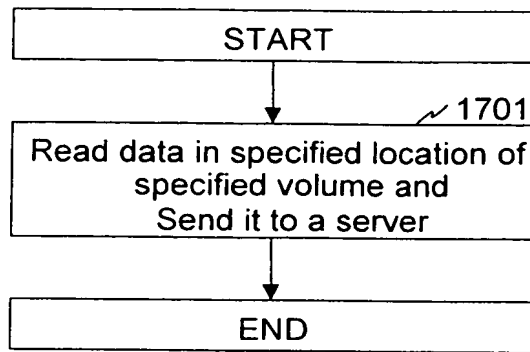 START
1701
Read data in specified location of
specified volume and
Send it to a server
END